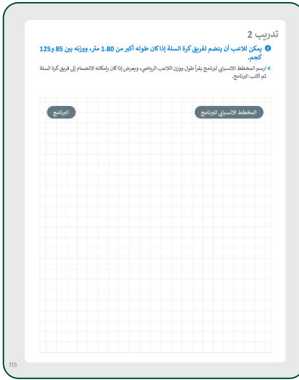 تدريب 2
يمكن للاعب أن ينضم لفريق كرة السلة إذا كان طوله أكبر من 1.80 متر، ووزنه بين 85 و125
كجم.
> ارسم المخطط الانسيابي لبرنامج يقرأ طول ووزن اللاعب الرياضي، ويعرض إذا كان بإمكانه الانضمام إلى فريق كرة السلة
ثم اكتب البرنامج.
المخطط الانسيابي للبرنامج
البرنامج
115